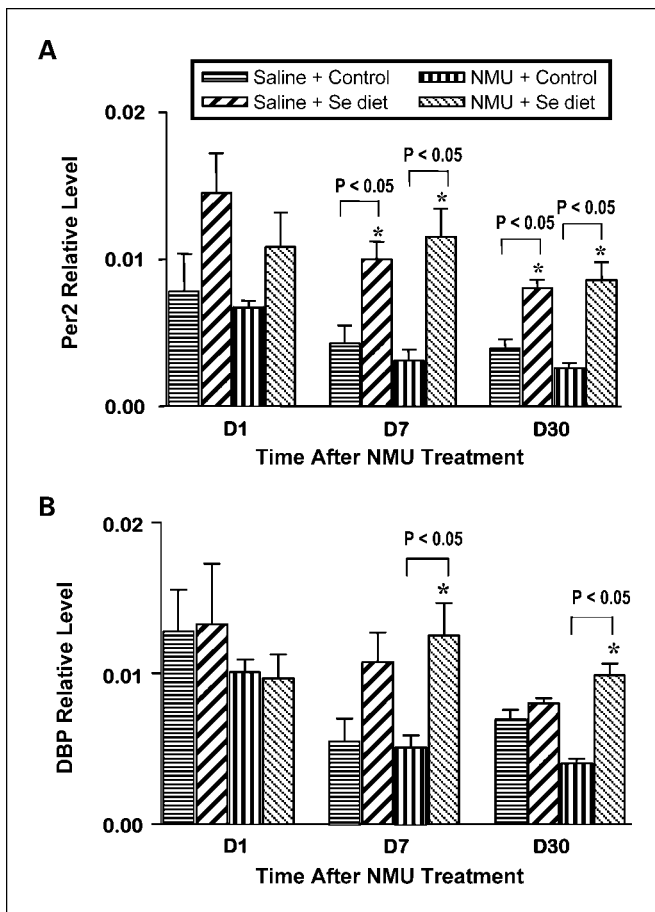 A
Saline + Control NMU + Control
Saline + Se diet NMU + Se diet
0.02
P < 0.05
P < 0.05
P < 0.05
P < 0.05
*
*
*
*
0.01
Per2 Relative Level
0.00
D1 D7 D30
Time After NMU Treatment
B
0.02
P < 0.05
P < 0.05
*
*
0.01
DBP Relative Level
0.00
D1 D7 D30
Time After NMU Treatment